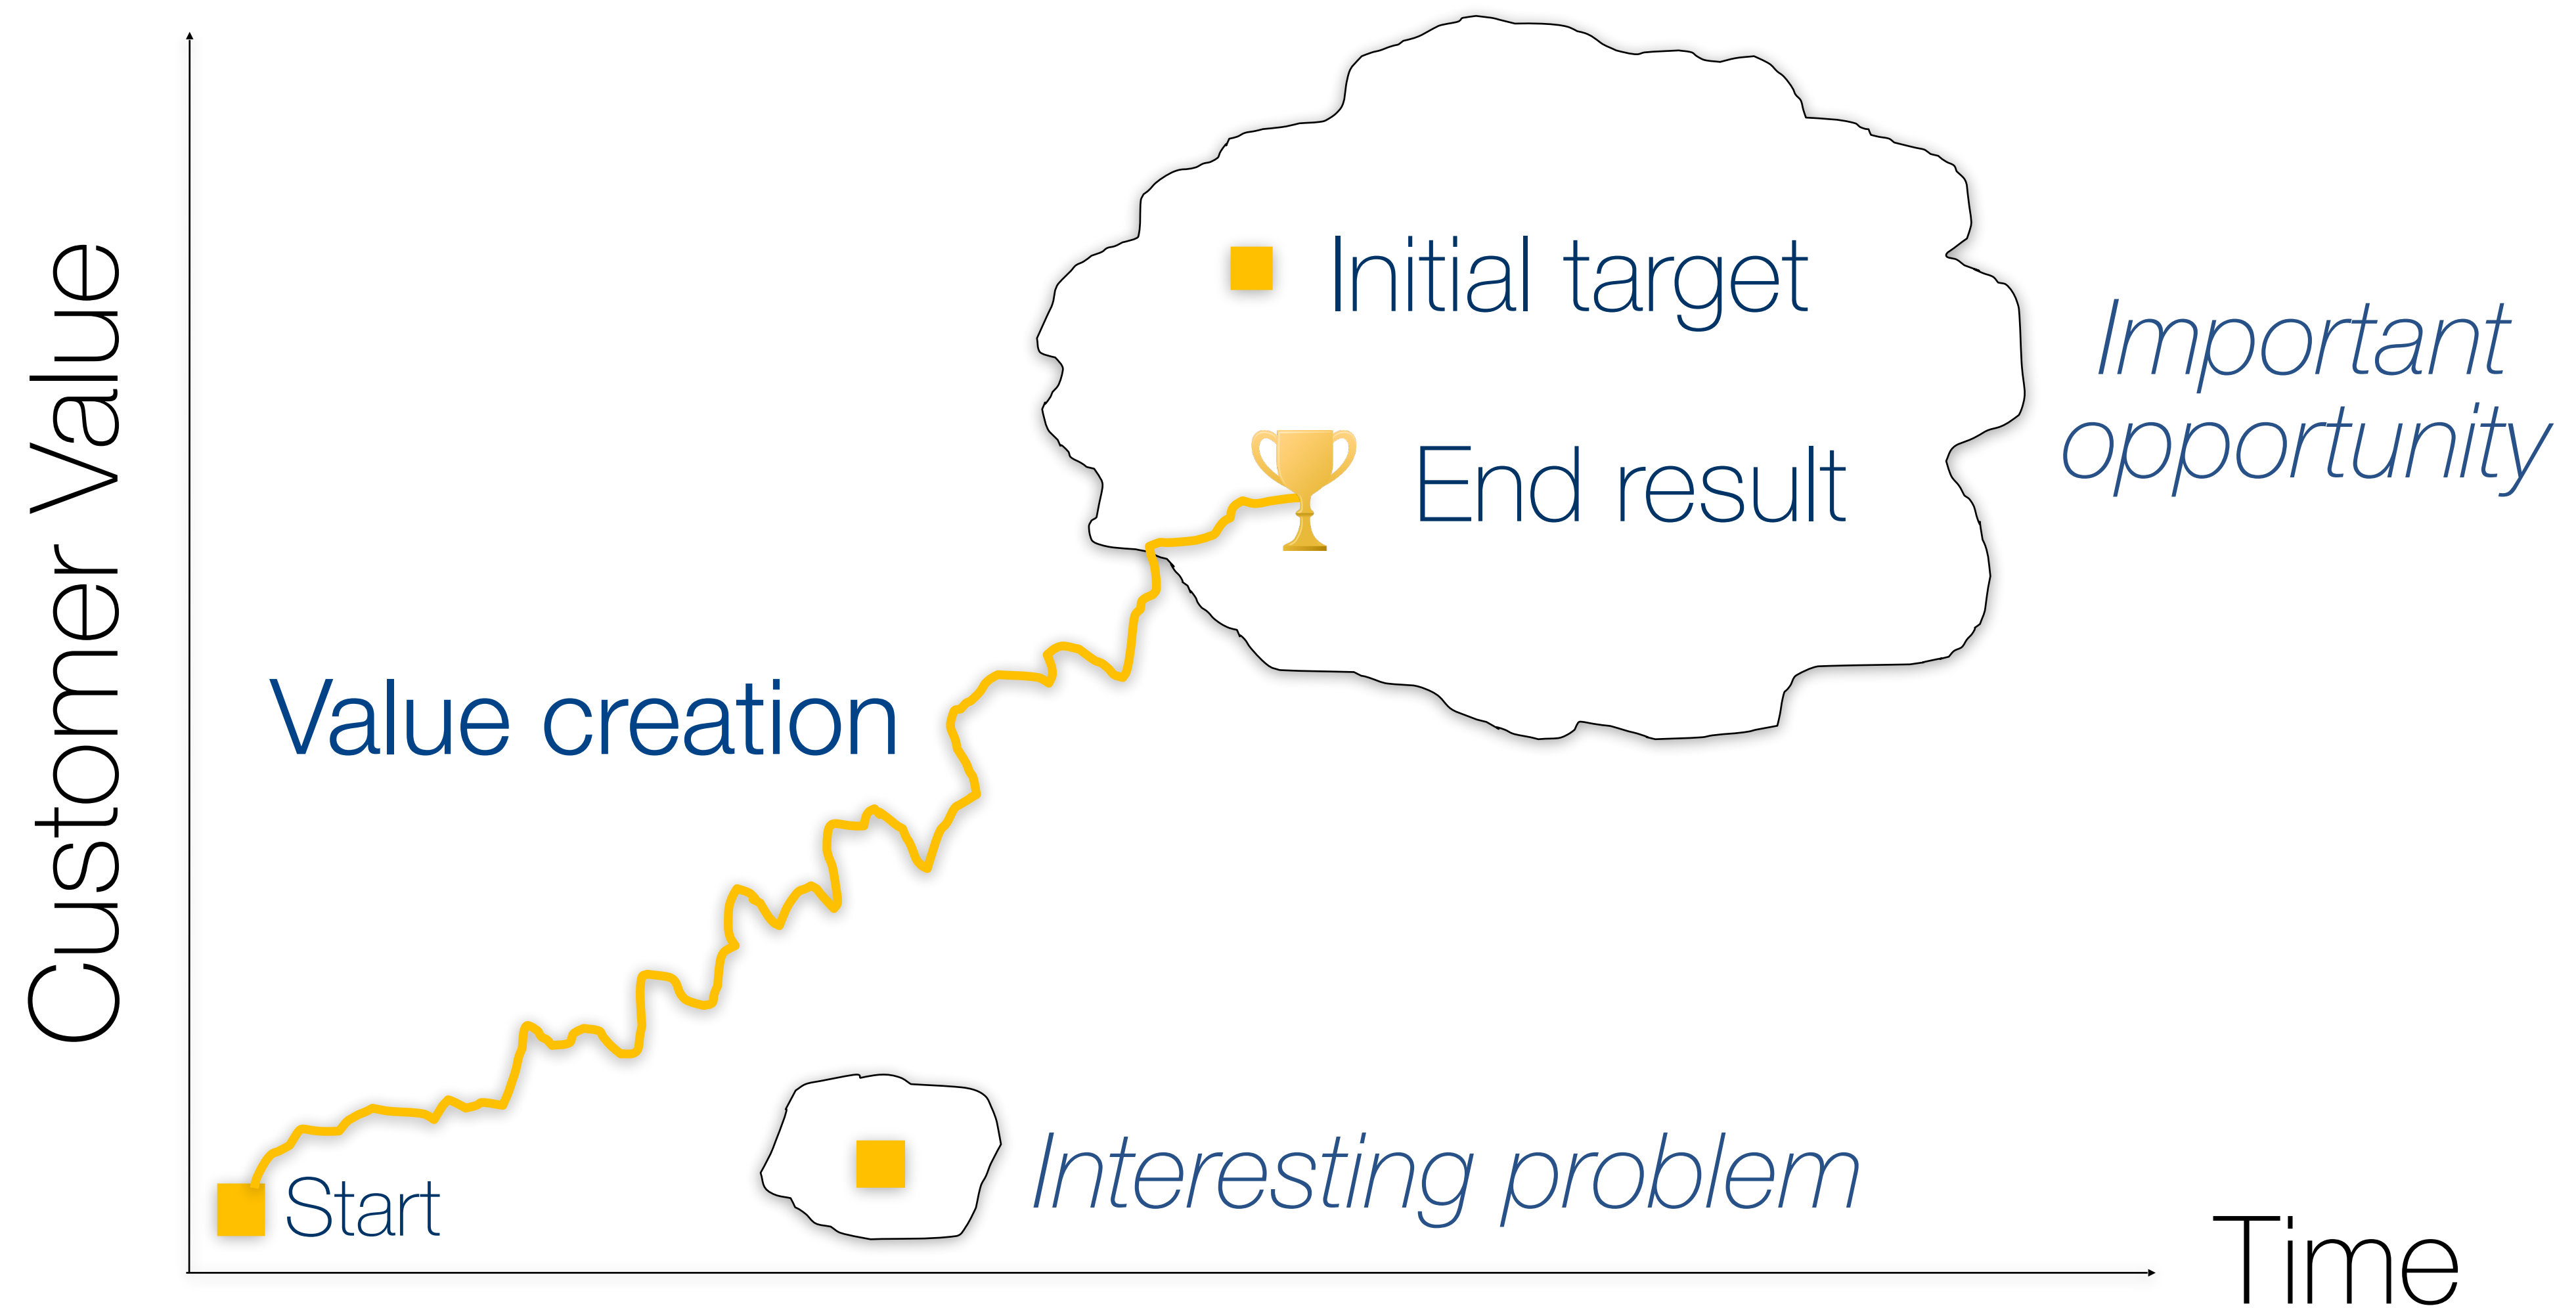 Customer Value
Initial target
Important
opportunity
End result
Value creation
Interesting problem
Start
Time